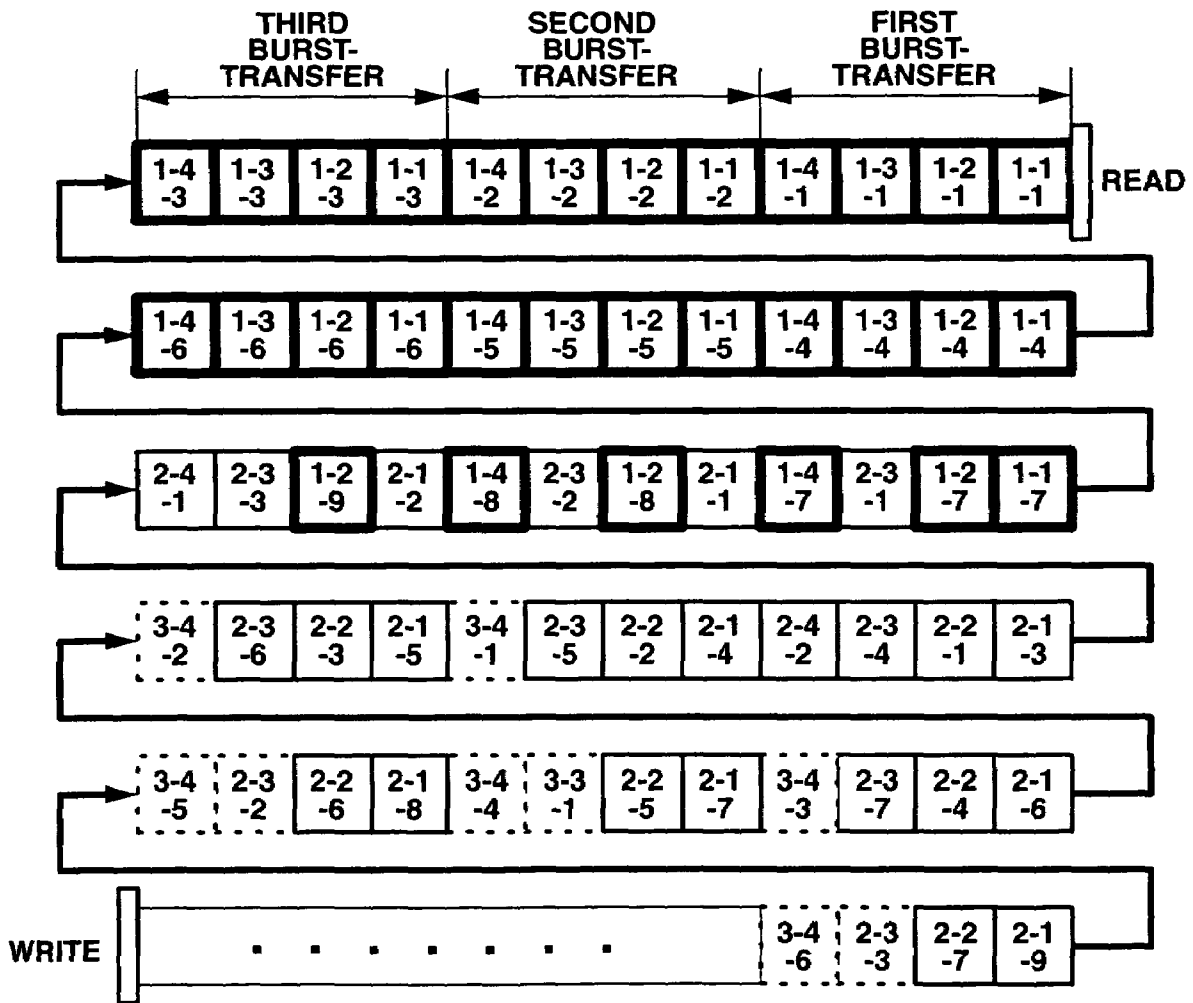 THIRD BURST-TRANSFER SECOND BURST-TRANSFER FIRST BURST-TRANSFER
1-4 -3 1-3 -3 1-2 -3 1-1 -3 1-4 -2 1-3 -2 1-2 -2 1-1 -2 1-4 -1 1-3 -1 1-2 -1 1-1 -1 READ
1-4 -6 1-3 -6 1-2 -6 1-1 -6 1-4 -5 1-3 -5 1-2 -5 1-1 -5 1-4 -4 1-3 -4 1-2 -4 1-1 -4
2-4 -1 2-3 -3 1-2 -9 2-1 -2 1-4 -8 2-3 -2 1-2 -8 2-1 -1 1-4 -7 2-3 -1 1-2 -7 1-1 -7
3-4 -2 2-3 -6 2-2 -3 2-1 -5 3-4 -1 2-3 -5 2-2 -2 2-1 -4 2-4 -2 2-3 -4 2-2 -1 2-1 -3
3-4 -5 2-3 -2 2-2 -6 2-1 -8 3-4 -4 3-3 -1 2-2 -5 2-1 -7 3-4 -3 2-3 -7 2-2 -4 2-1 -6
WRITE . . . . . . . 3-4 -6 2-3 -3 2-2 -7 2-1 -9